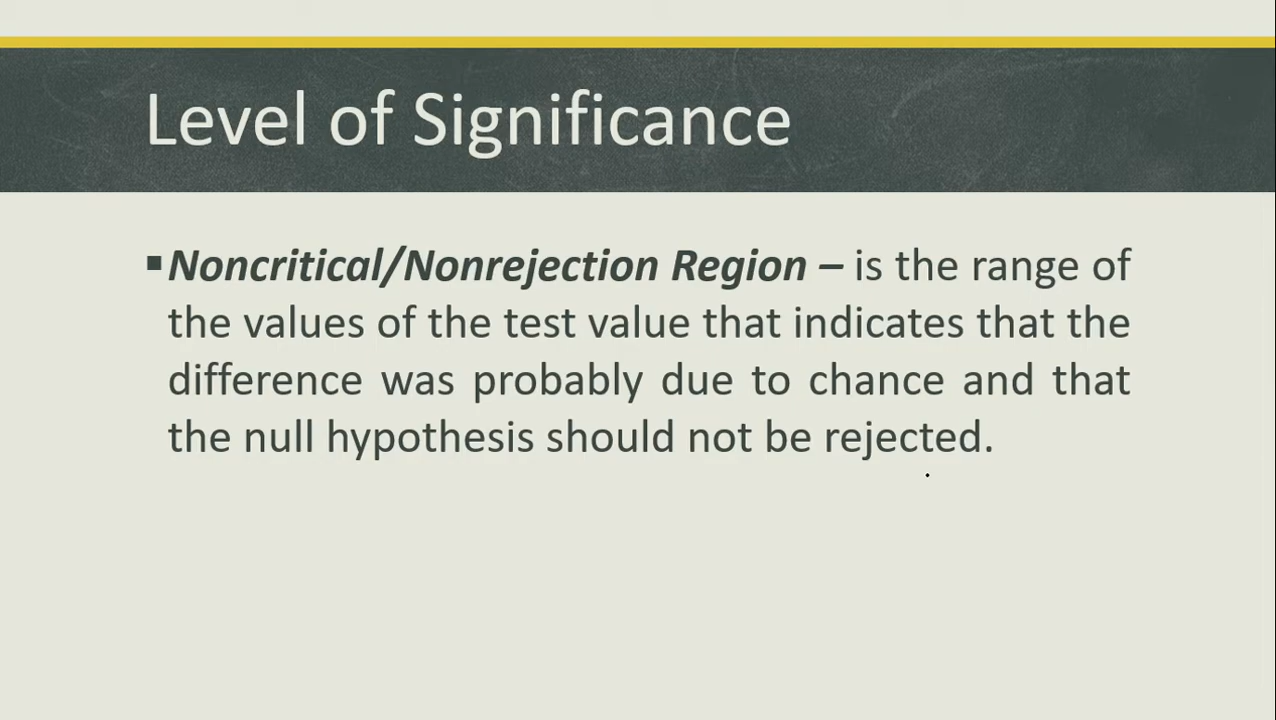 Level of Significance
▪Noncritical/Nonrejection Region – is the range of
the values of the test value that indicates that the
difference was probably due to chance and that
the null hypothesis should not be rejected.